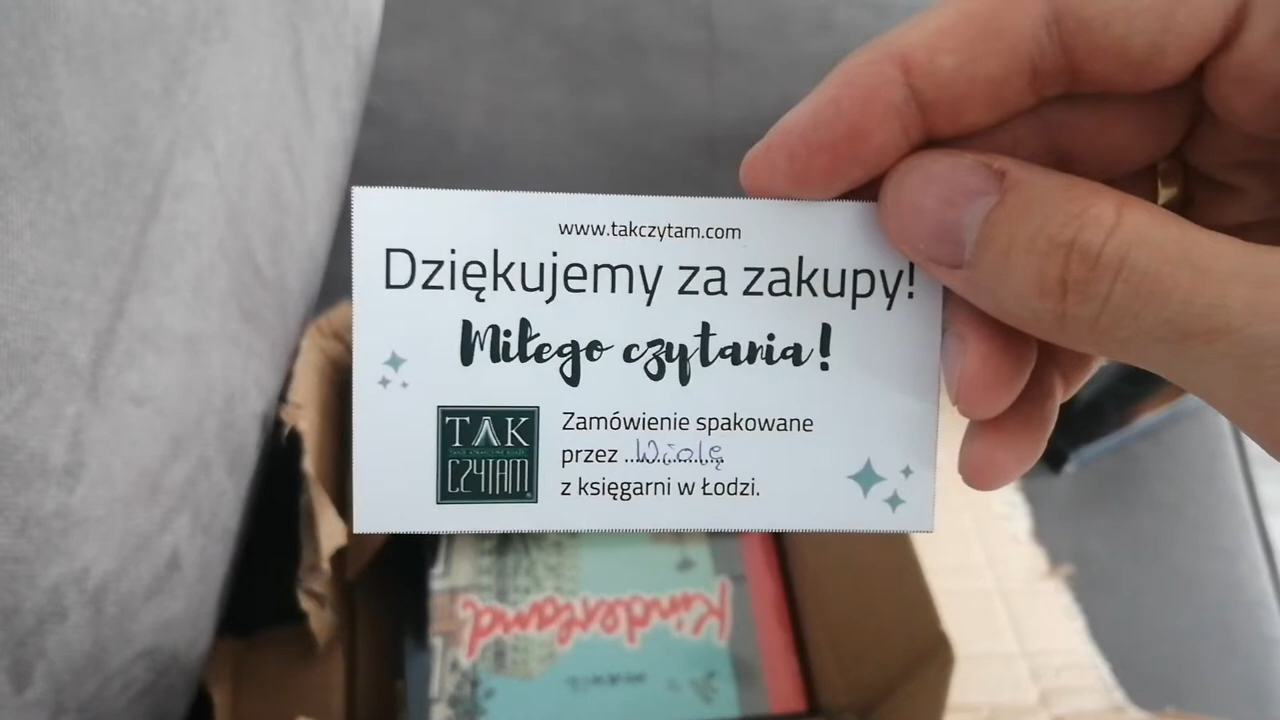 www.takczytam.com
Dziękujemy za zakupy!
Miłego czytania!
TAK
CZYTAM
Zamówienie spakowane
przez ...Wiolę...
z księgarni w Łodzi.
Kinderland